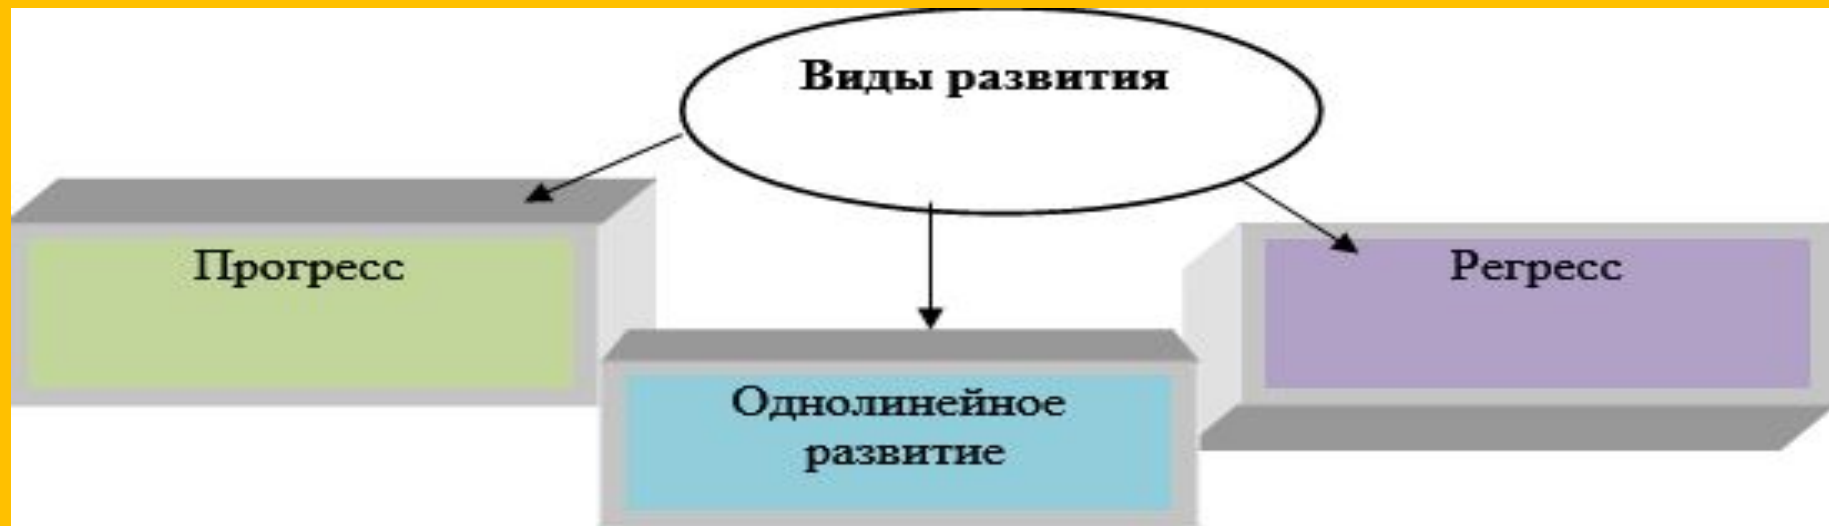 Виды развития
Прогресс
Регресс
Однолинейное
развитие